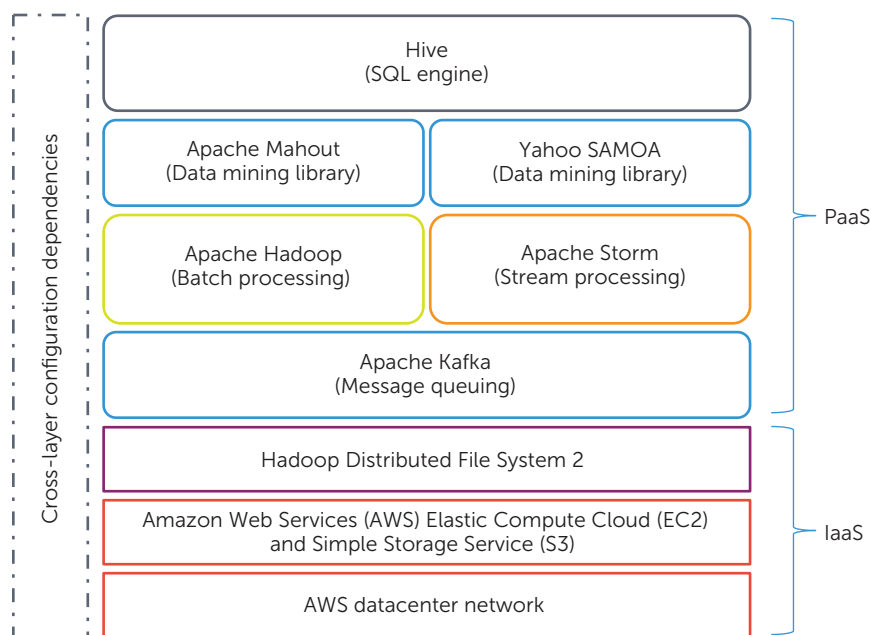 Cross-layer configuration dependencies
Hive
(SQL engine)
Apache Mahout
(Data mining library)
Yahoo SAMOA
(Data mining library)
Apache Hadoop
(Batch processing)
Apache Storm
(Stream processing)
Apache Kafka
(Message queuing)
PaaS
Hadoop Distributed File System 2
Amazon Web Services (AWS) Elastic Compute Cloud (EC2)
and Simple Storage Service (S3)
AWS datacenter network
IaaS